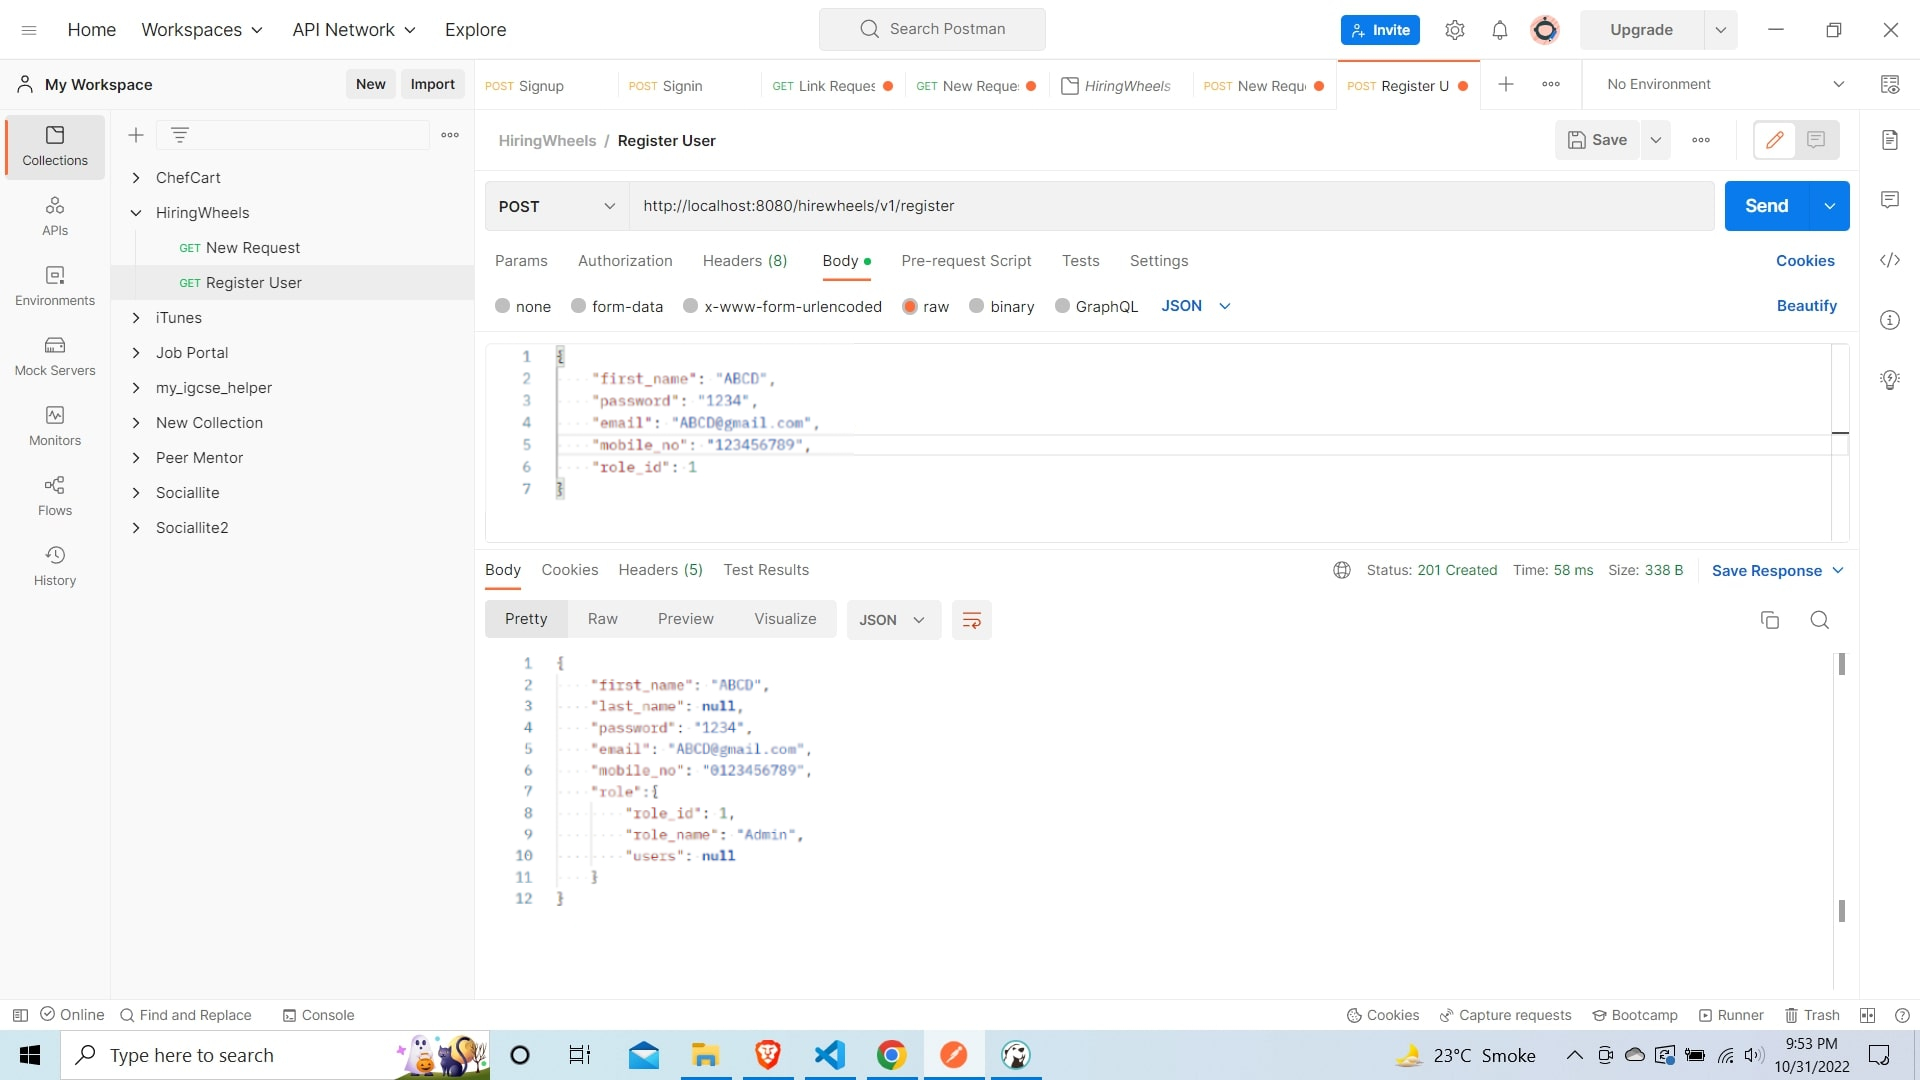 Home Workspaces API Network Explore Search Postman Invite Upgrade
My Workspace New Import POST Signup POST Signin GET Link Reques GET New Reque HiringWheels POST New Requ POST Register U No Environment
HiringWheels / Register User Save
POST http://localhost:8080/hirewheels/v1/register Send
Params Authorization Headers (8) Body Pre-request Script Tests Settings Cookies
none form-data x-www-form-urlencoded raw binary GraphQL JSON Beautify
Collections
APIs
Environments
Mock Servers
Monitors
Flows
History
ChefCart
HiringWheels
GET New Request
GET Register User
iTunes
Job Portal
my_igcse_helper
New Collection
Peer Mentor
Sociallite
Sociallite2
1 {
2 "first_name": "ABCD",
3 "password": "1234",
4 "email": "ABCD@gmail.com",
5 "mobile_no": "123456789",
6 "role_id": 1
7 }
Body Cookies Headers (5) Test Results Status: 201 Created Time: 58 ms Size: 338 B Save Response
Pretty Raw Preview Visualize JSON
1 {
2 "first_name": "ABCD",
3 "last_name": null,
4 "password": "1234",
5 "email": "ABCD@gmail.com",
6 "mobile_no": "0123456789",
7 "role":{
8 "role_id": 1,
9 "role_name": "Admin",
10 "users": null
11 }
12 }
Online Find and Replace Console Cookies Capture requests Bootcamp Runner Trash
Type here to search 23°C Smoke 9:53 PM
10/31/2022